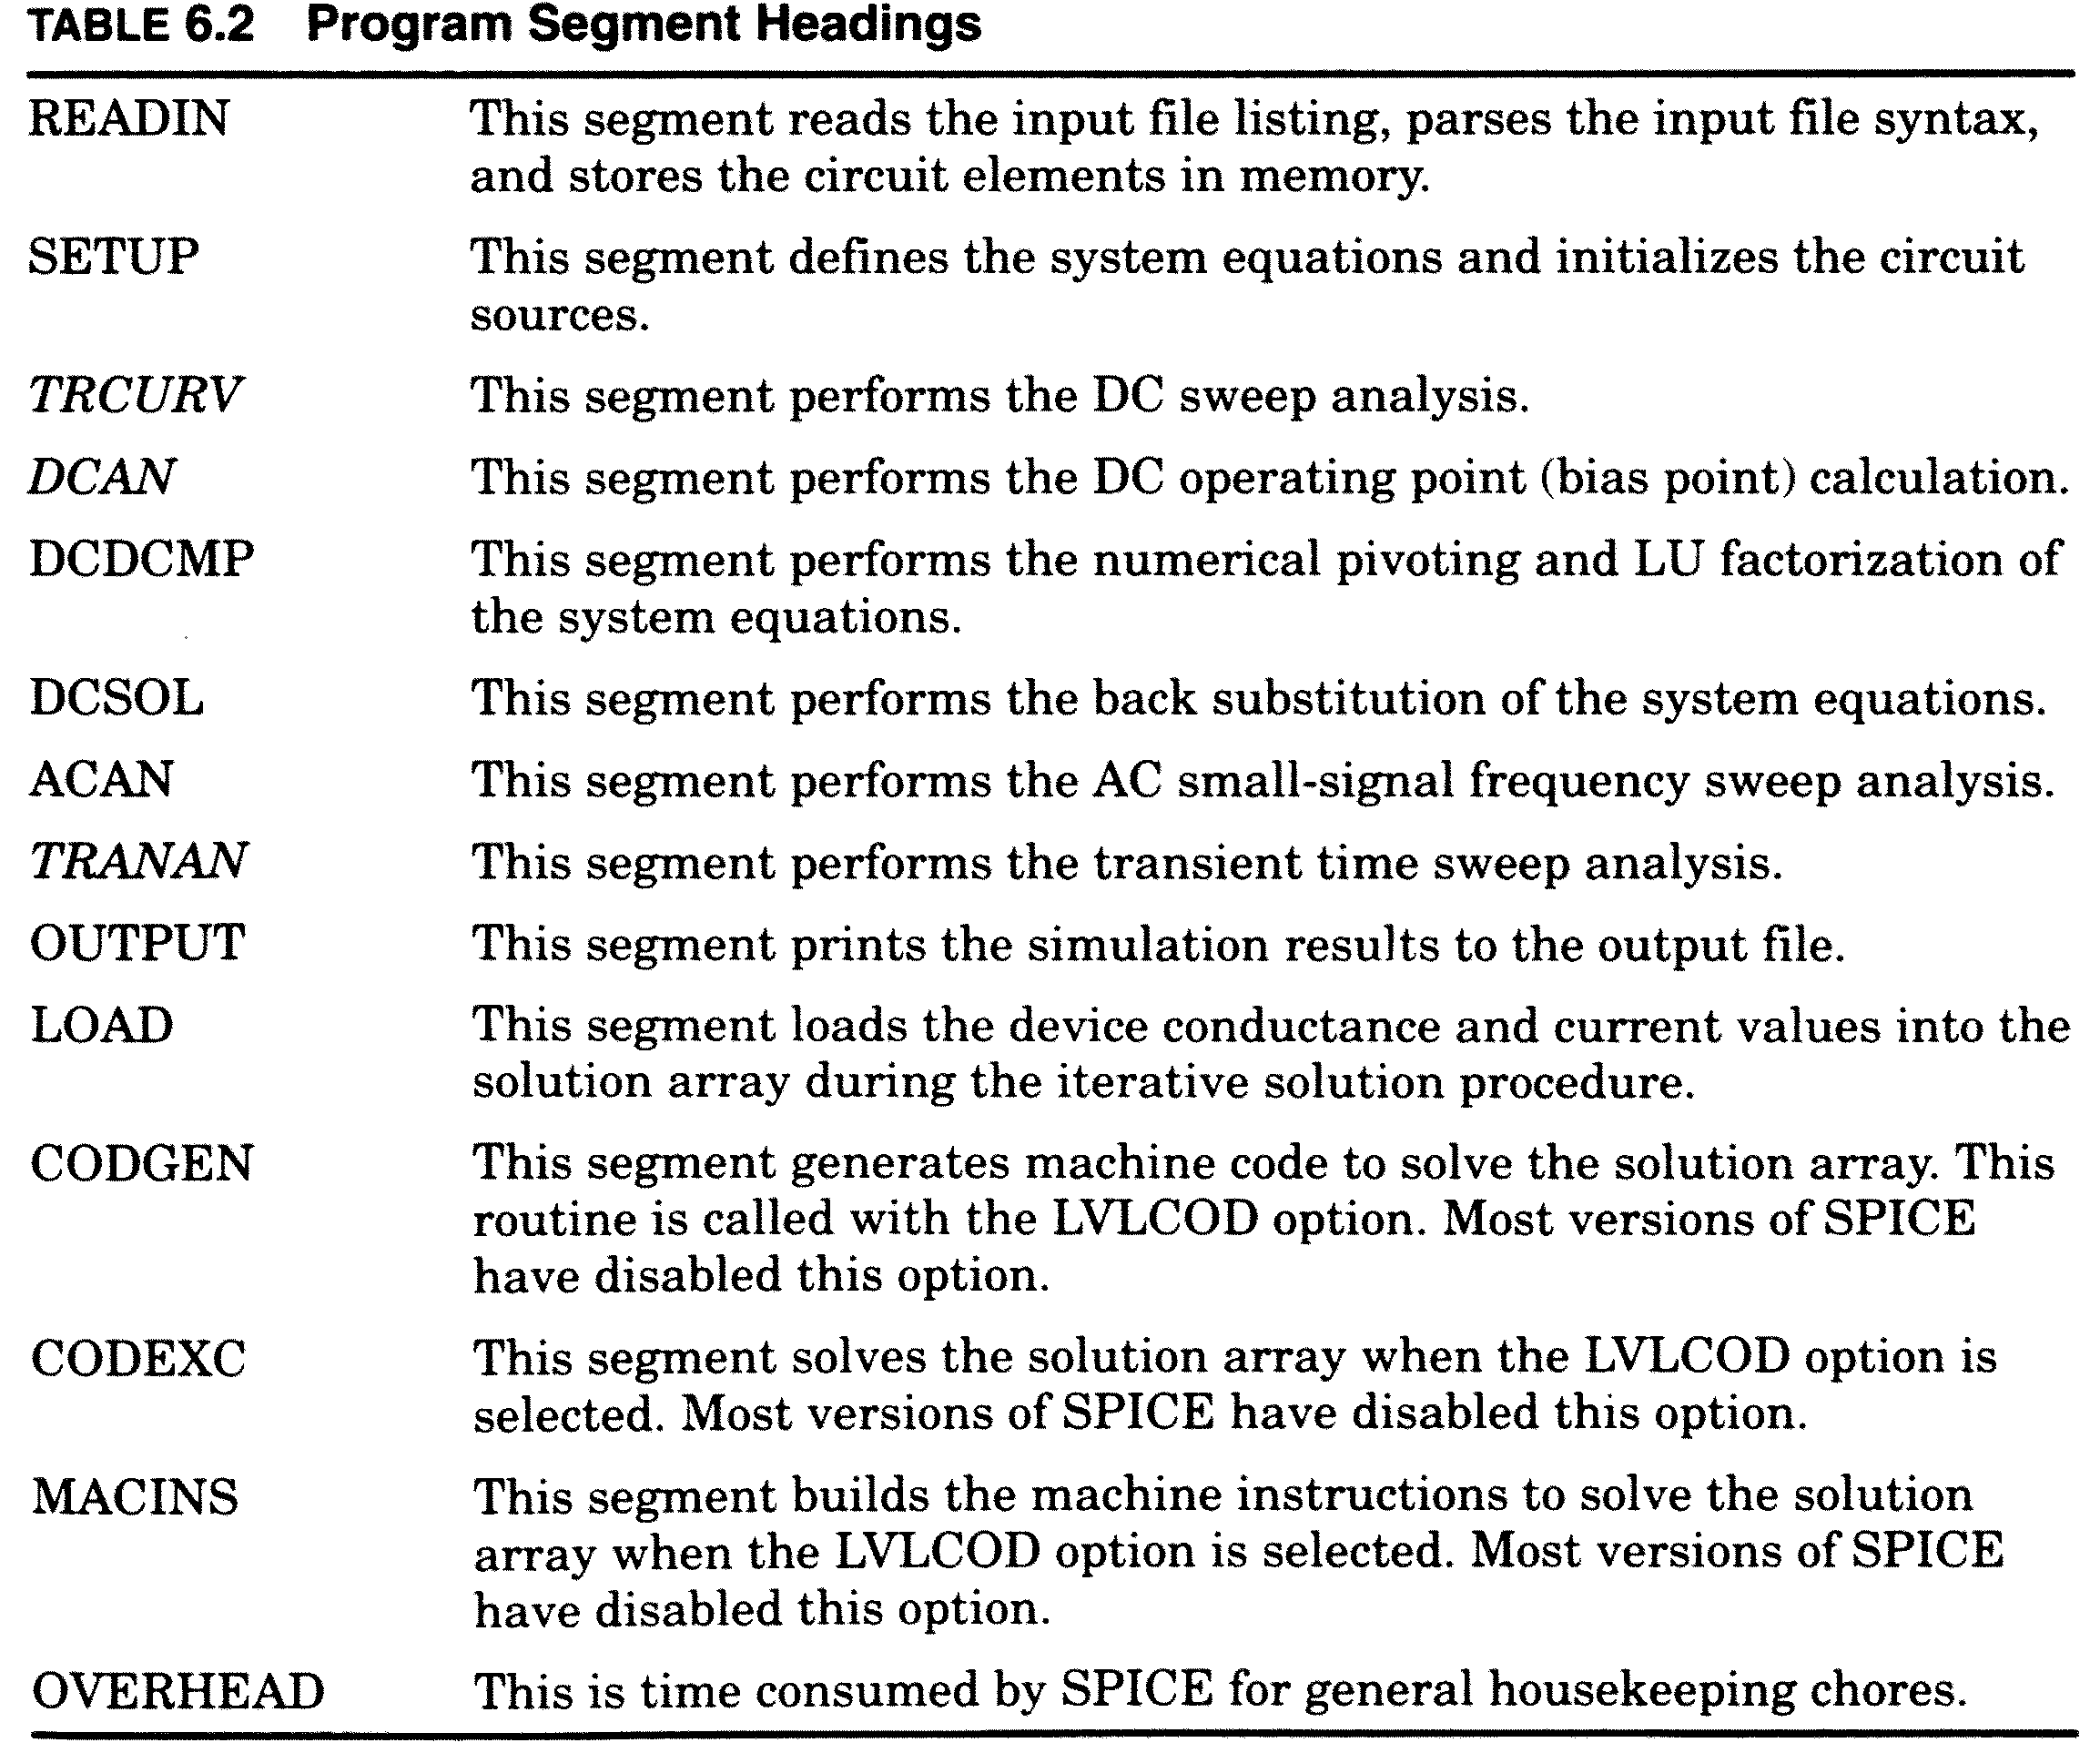 TABLE 6.2 Program Segment Headings
READIN This segment reads the input file listing, parses the input file syntax,
and stores the circuit elements in memory.
SETUP This segment defines the system equations and initializes the circuit
sources.
TRCURV This segment performs the DC sweep analysis.
DCAN This segment performs the DC operating point (bias point) calculation.
DCDCMP This segment performs the numerical pivoting and LU factorization of
the system equations.
DCSOL This segment performs the back substitution of the system equations.
ACAN This segment performs the AC small-signal frequency sweep analysis.
TRANAN This segment performs the transient time sweep analysis.
OUTPUT This segment prints the simulation results to the output file.
LOAD This segment loads the device conductance and current values into the
solution array during the iterative solution procedure.
CODGEN This segment generates machine code to solve the solution array. This
routine is called with the LVLCOD option. Most versions of SPICE
have disabled this option.
CODEXC This segment solves the solution array when the LVLCOD option is
selected. Most versions of SPICE have disabled this option.
MACINS This segment builds the machine instructions to solve the solution
array when the LVLCOD option is selected. Most versions of SPICE
have disabled this option.
OVERHEAD This is time consumed by SPICE for general housekeeping chores.